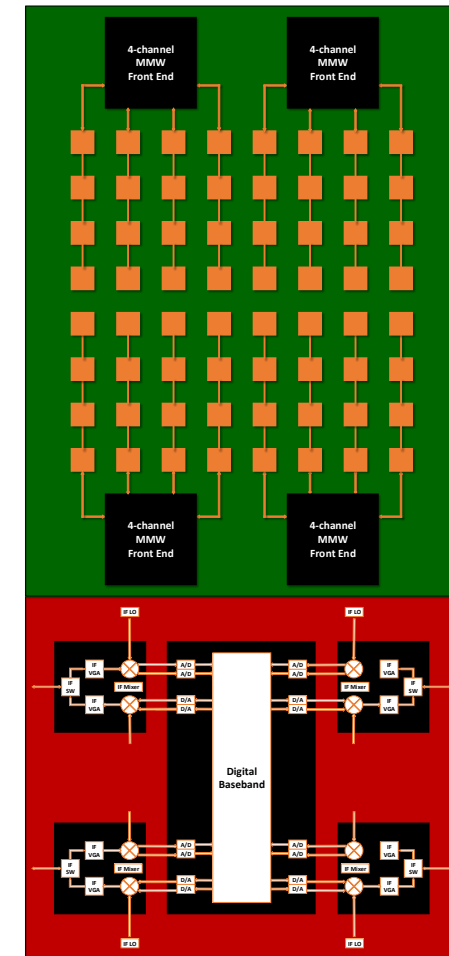 4-channel
MMW
Front End
4-channel
MMW
Front End
4-channel
MMW
Front End
4-channel
MMW
Front End
IF LO
IF LO
A/D
A/D
A/D
A/D
IF
VGA
IF
VGA
IF
SW
IF Mixer
IF Mixer
IF
SW
IF
VGA
IF
VGA
D/A
D/A
D/A
D/A
Digital
Baseband
A/D
A/D
A/D
A/D
IF
VGA
IF
VGA
IF
SW
IF Mixer
IF Mixer
IF
SW
IF
VGA
IF
VGA
D/A
D/A
D/A
D/A
IF LO
IF LO